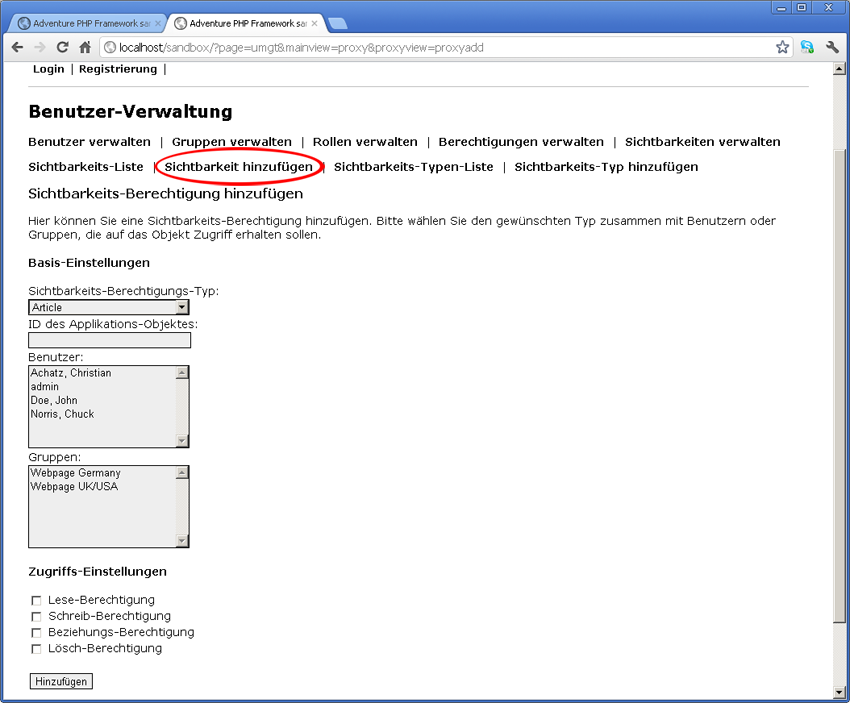 Adventure PHP Framework sa
Adventure PHP Framework sa
localhost/sandbox/?page=umgt&mainview=proxy&proxyview=proxyadd
Login | Registrierung |
Benutzer-Verwaltung
Benutzer verwalten | Gruppen verwalten | Rollen verwalten | Berechtigungen verwalten | Sichtbarkeiten verwalten
Sichtbarkeits-Liste | Sichtbarkeit hinzufügen | Sichtbarkeits-Typen-Liste | Sichtbarkeits-Typ hinzufügen
Sichtbarkeits-Berechtigung hinzufügen
Hier können Sie eine Sichtbarkeits-Berechtigung hinzufügen. Bitte wählen Sie den gewünschten Typ zusammen mit Benutzern oder
Gruppen, die auf das Objekt Zugriff erhalten sollen.
Basis-Einstellungen
Sichtbarkeits-Berechtigungs-Typ:
Article
ID des Applikations-Objektes:
Benutzer:
Achatz, Christian
admin
Doe, John
Norris, Chuck
Gruppen:
Webpage Germany
Webpage UK/USA
Zugriffs-Einstellungen
Lese-Berechtigung
Schreib-Berechtigung
Beziehungs-Berechtigung
Lösch-Berechtigung
Hinzufügen